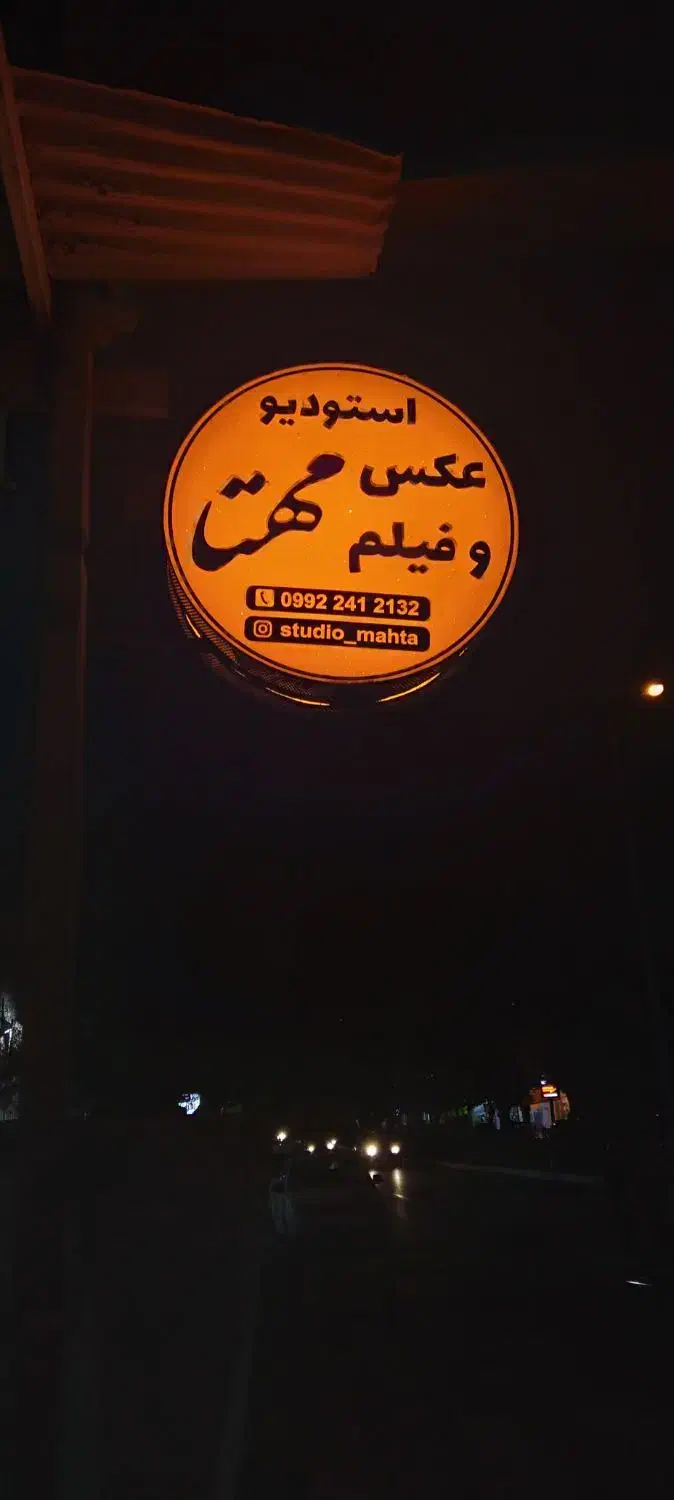 استودیو
عکس
و فیلم
مهتا
0992 241 2132
studio_mahta